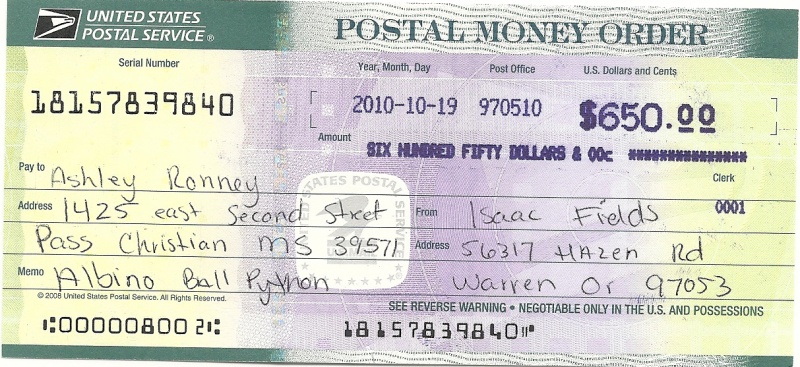 UNITED STATES
POSTAL SERVICE®
POSTAL MONEY ORDER
Serial Number
Year, Month, Day Post Office U.S. Dollars and Cents
18157839840
2010-10-19 970510 $650.00
Amount
SIX HUNDRED FIFTY DOLLARS & 00c ***************
Pay to Ashley Ronney
Clerk
Address 1425 east Second Street
From Isaac Fields
0001
Pass Christian MS 39571
Address 56317 Hazen Rd
Memo Albino Ball Python
Warren Or 97053
UNITED STATES POSTAL SERVICE
© 2008 United States Postal Service. All Rights Reserved.
SEE REVERSE WARNING • NEGOTIABLE ONLY IN THE U.S. AND POSSESSIONS
⑆000008002⑆
18157839840⑈